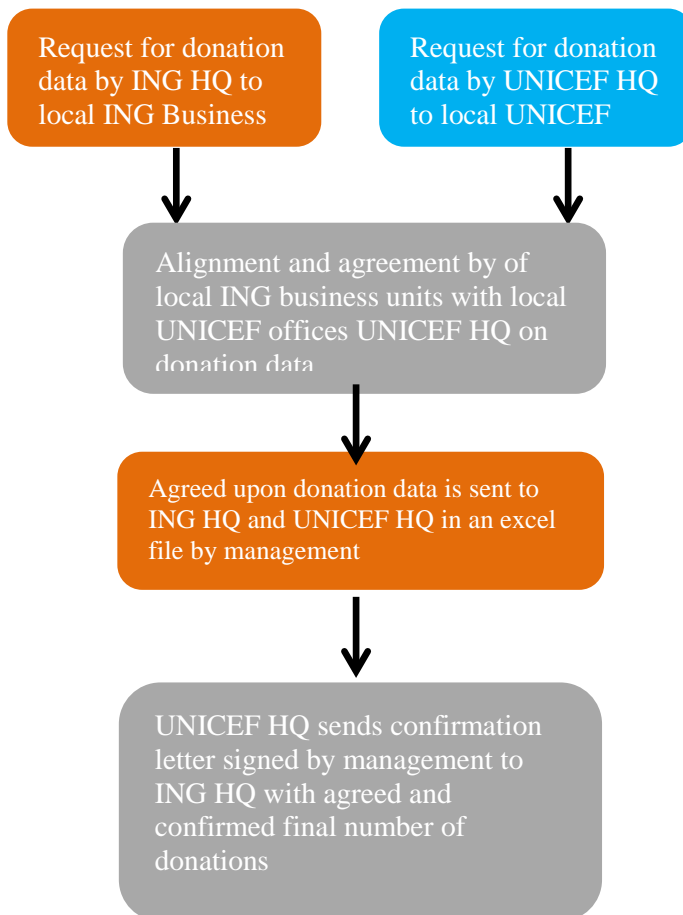 Request for donation
data by ING HQ to
local ING Business
Request for donation
data by UNICEF HQ
to local UNICEF
Alignment and agreement by of
local ING business units with local
UNICEF offices UNICEF HQ on
donation data
Agreed upon donation data is sent to
ING HQ and UNICEF HQ in an excel
file by management
UNICEF HQ sends confirmation
letter signed by management to
ING HQ with agreed and
confirmed final number of
donations